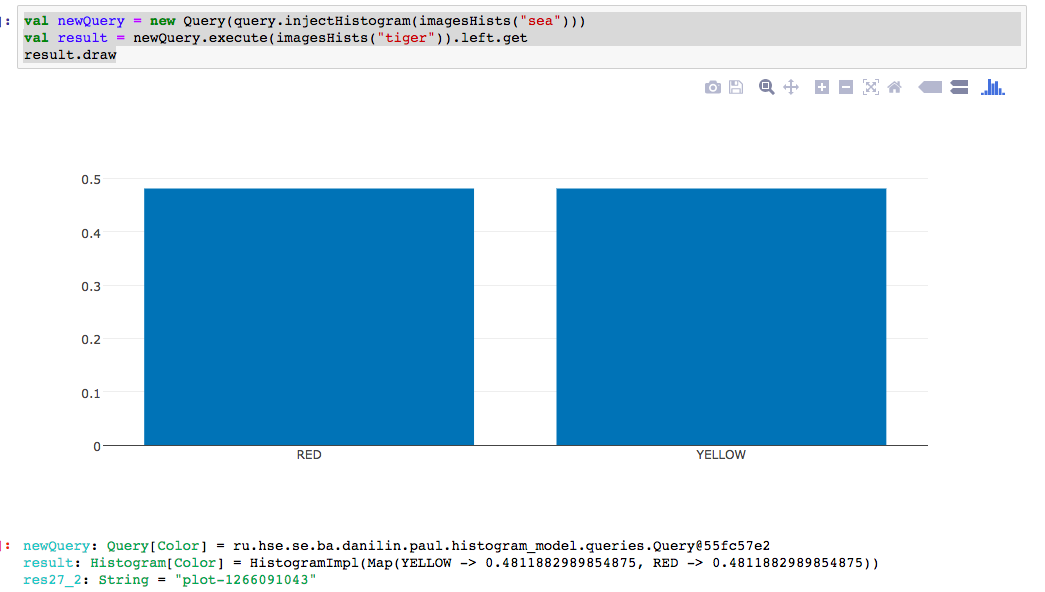 ]:
val newQuery = new Query(query.injectHistogram(imagesHists("sea")))
val result = newQuery.execute(imagesHists("tiger")).left.get
result.draw
0.5
0.4
0.3
0.2
0.1
0
RED YELLOW
]:
newQuery: Query[Color] = ru.hse.se.ba.danilin.paul.histogram_model.queries.Query@55fc57e2
result: Histogram[Color] = HistogramImpl(Map(YELLOW -> 0.4811882989854875, RED -> 0.4811882989854875))
res27_2: String = "plot-1266091043"